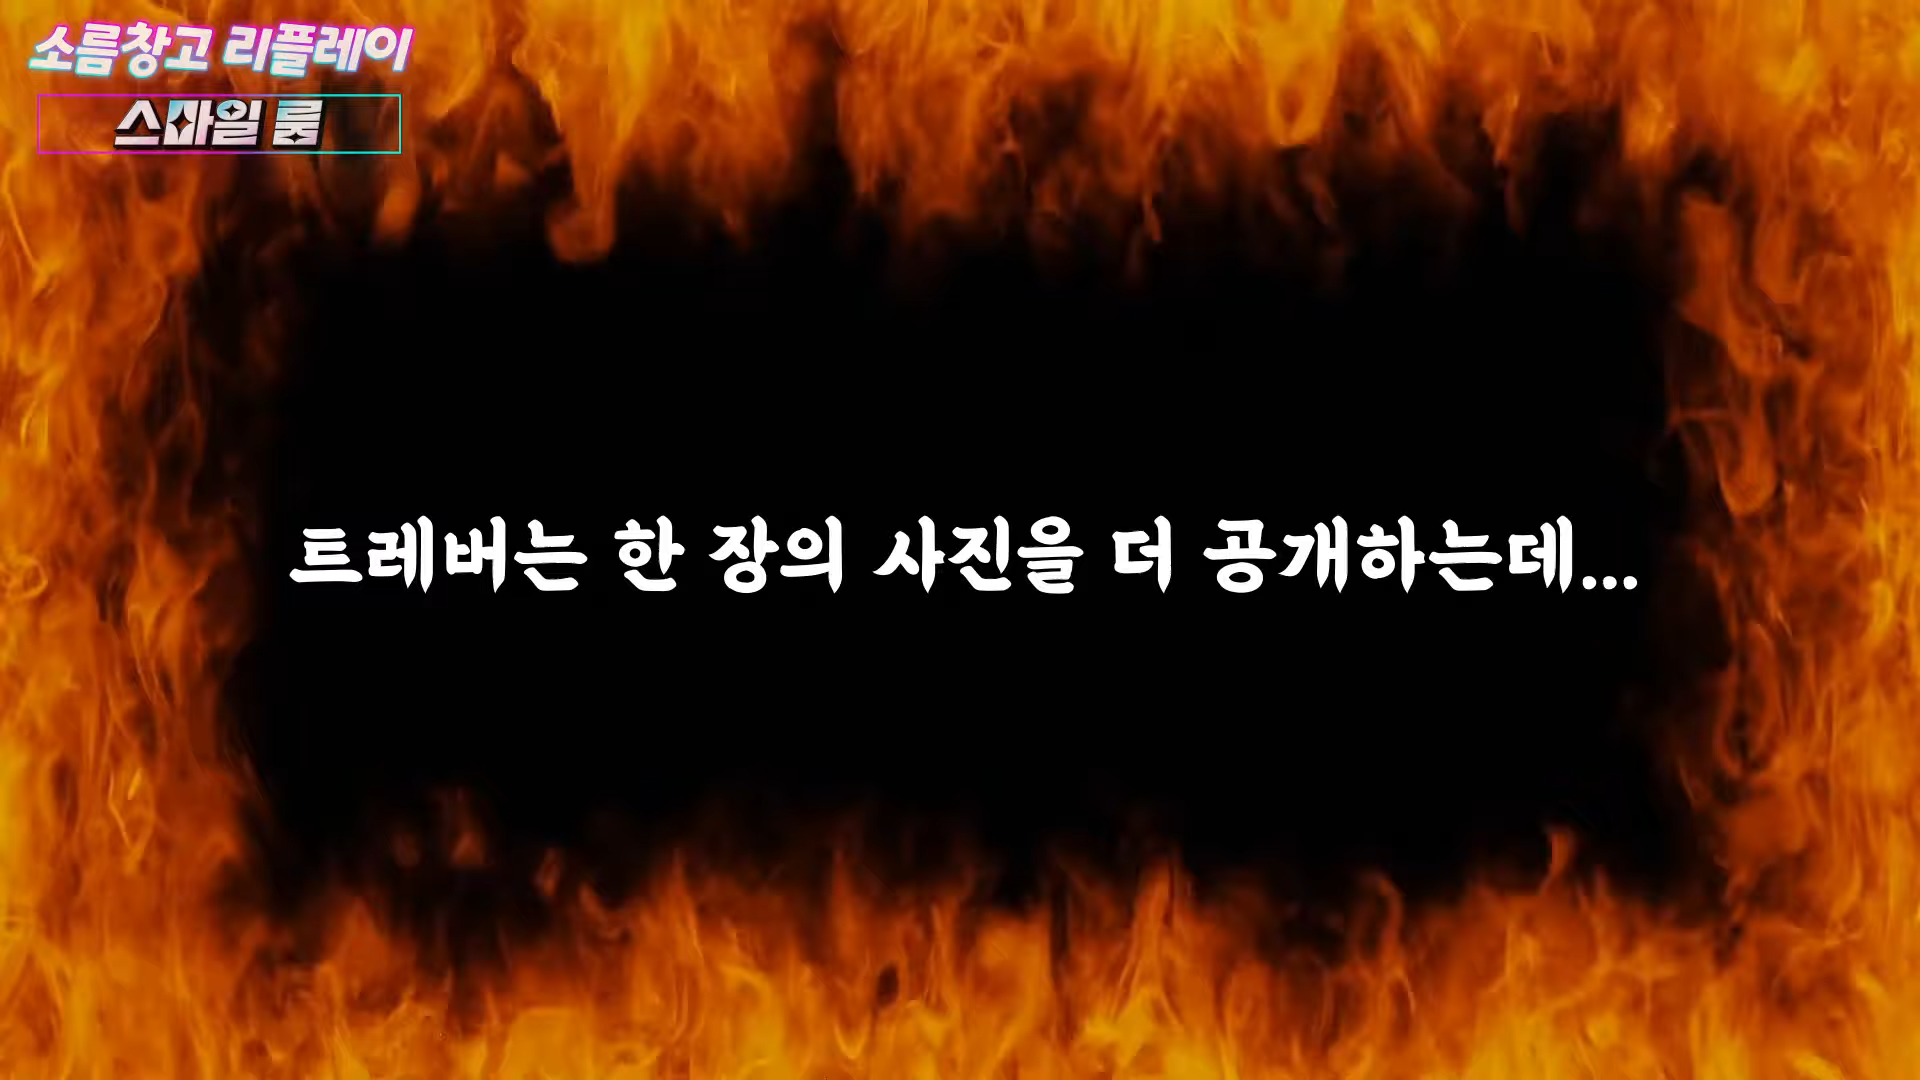 소름창고 리플레이
스마일 룸
트레버는 한 장의 사진을 더 공개하는데...